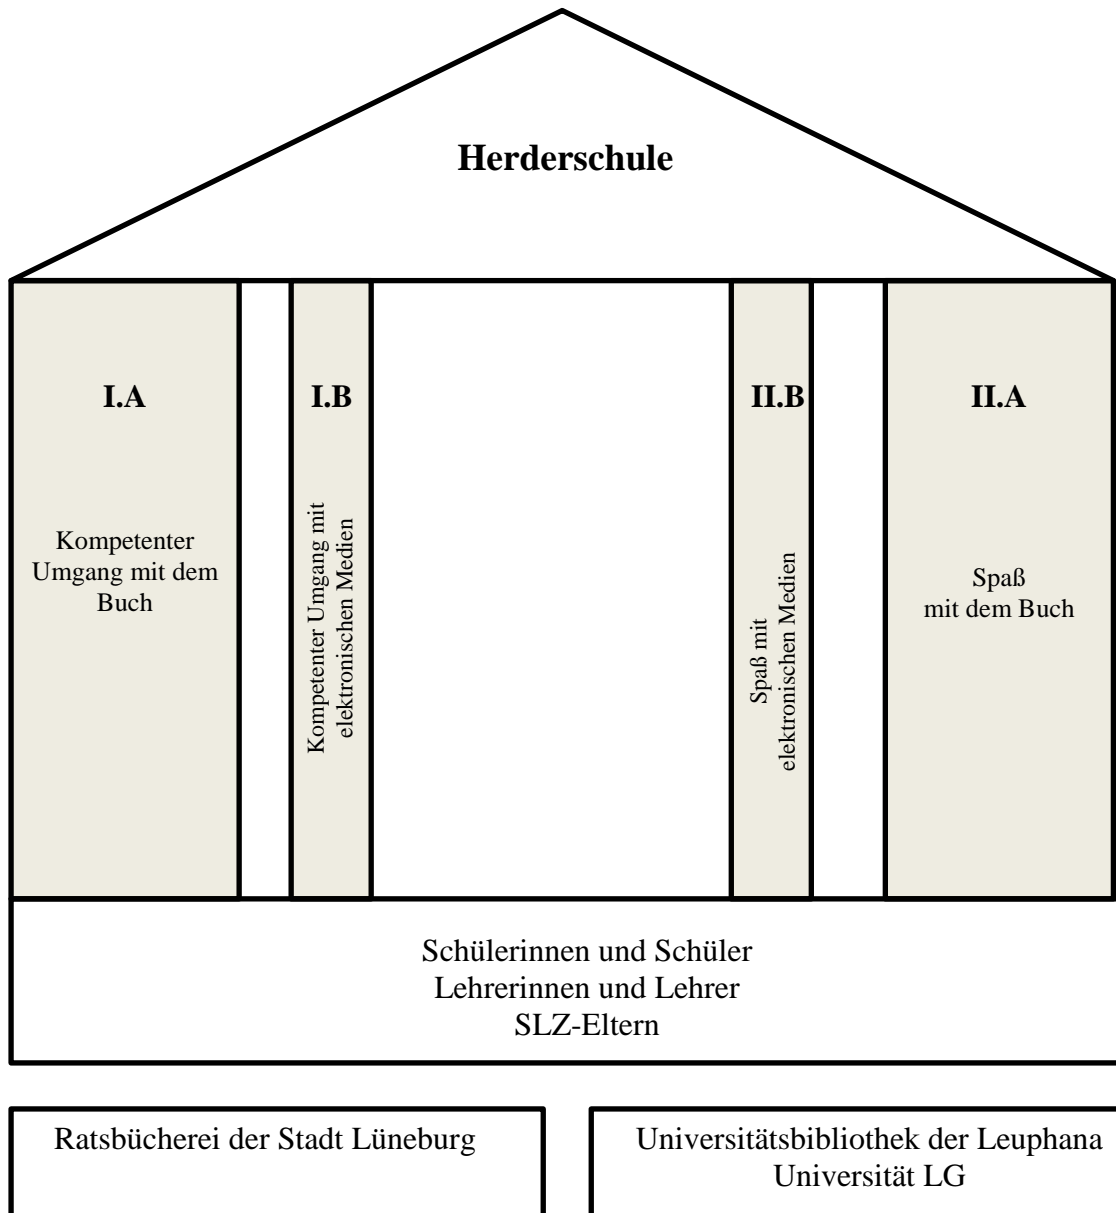 Herderschule
I.A
I.B
II.B
II.A
Kompetenter
Umgang mit dem
Buch
Kompetenter Umgang mit
elektronischen Medien
Spaß mit
elektronischen Medien
Spaß
mit dem Buch
Schülerinnen und Schüler
Lehrerinnen und Lehrer
SLZ-Eltern
Ratsbücherei der Stadt Lüneburg
Universitätsbibliothek der Leuphana
Universität LG